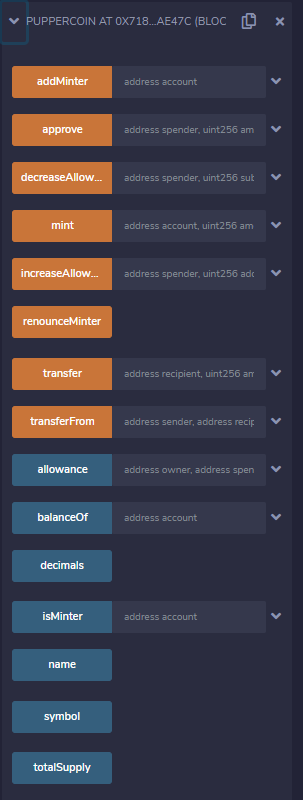 PUPPERCOIN AT 0X718...AE47C (BLOC
addMinter address account
approve address spender, uint256 am
decreaseAllow... address spender, uint256 sub
mint address account, uint256 am
increaseAllow... address spender, uint256 add
renounceMinter
transfer address recipient, uint256 am
transferFrom address sender, address recip
allowance address owner, address spen
balanceOf address account
decimals
isMinter address account
name
symbol
totalSupply